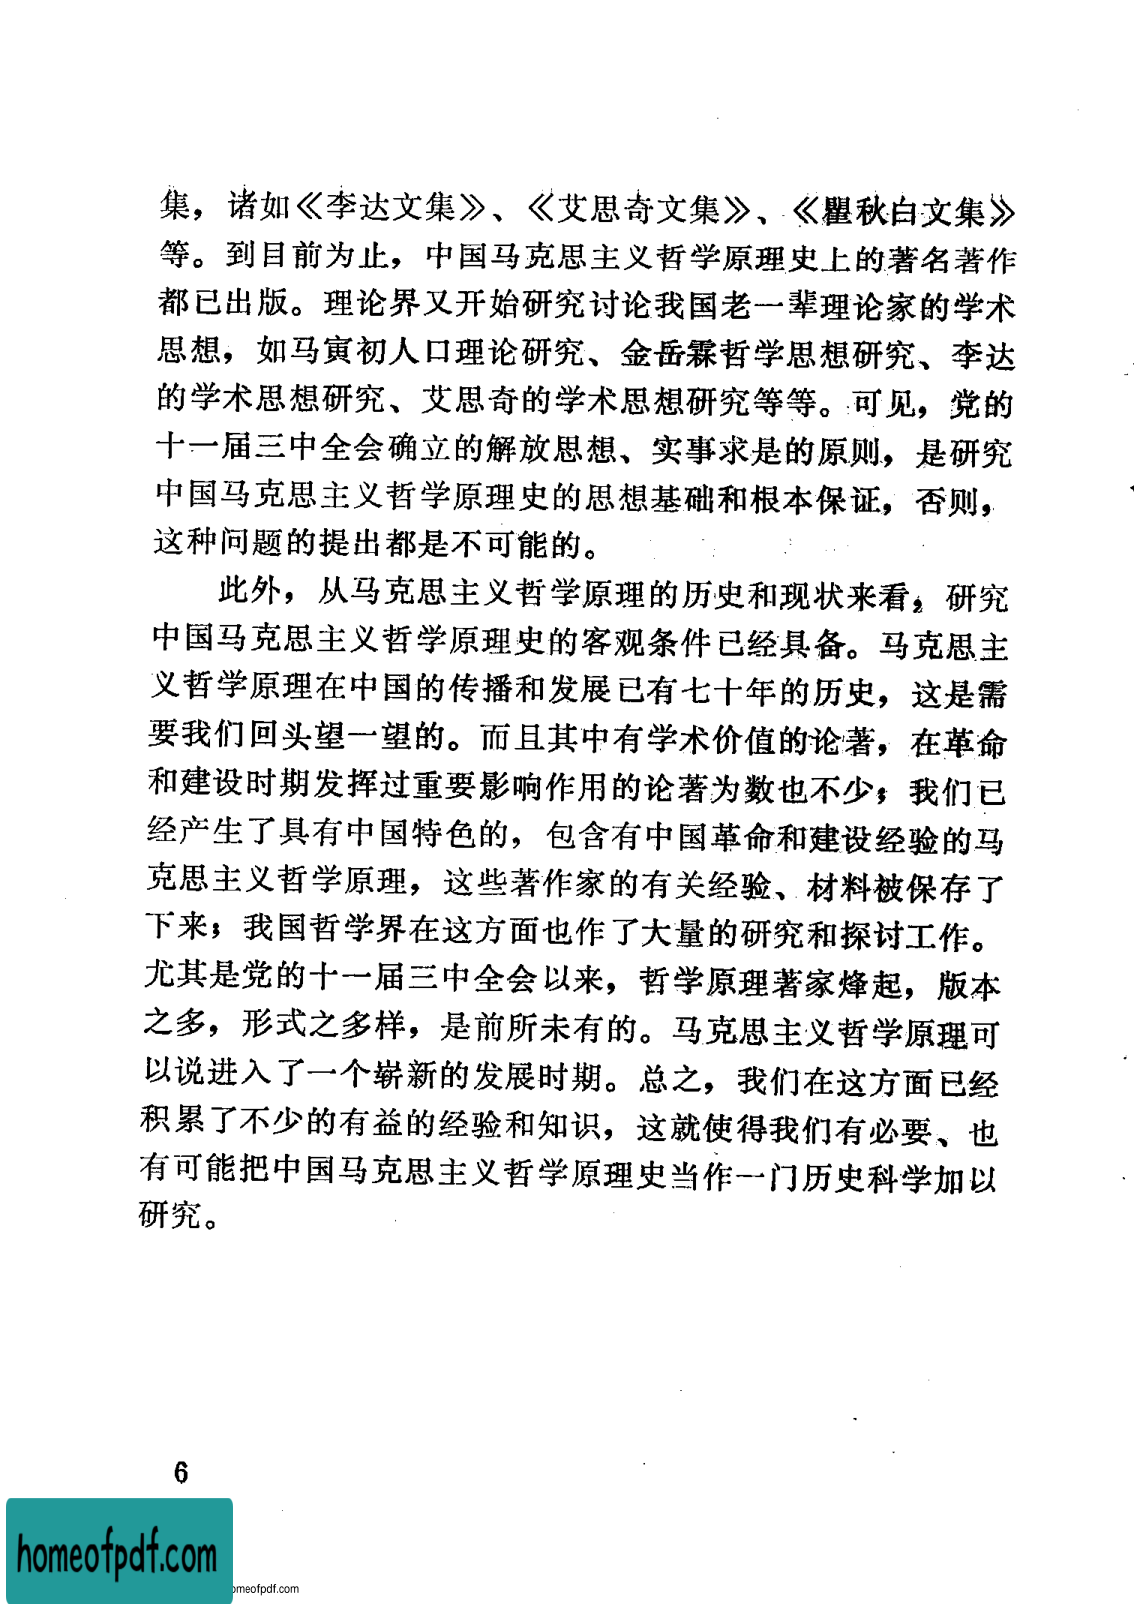 集，诸如《李达文集》、《艾思奇文集》、《瞿秋白文集》
等。到目前为止，中国马克思主义哲学原理史上的著名著作
都已出版。理论界又开始研究讨论我国老一辈理论家的学术
思想，如马寅初人口理论研究、金岳霖哲学思想研究、李达
的学术思想研究、艾思奇的学术思想研究等等。可见，党的
十一届三中全会确立的解放思想、实事求是的原则，是研究
中国马克思主义哲学原理史的思想基础和根本保证，否则，
这种问题的提出都是不可能的。
此外，从马克思主义哲学原理的历史和现状来看，研究
中国马克思主义哲学原理史的客观条件已经具备。马克思主
义哲学原理在中国的传播和发展已有七十年的历史，这是需
要我们回头望一望的。而且其中有学术价值的论著，在革命
和建设时期发挥过重要影响作用的论著为数也不少；我们已
经产生了具有中国特色的，包含有中国革命和建设经验的马
克思主义哲学原理，这些著作家的有关经验、材料被保存了
下来；我国哲学界在这方面也作了大量的研究和探讨工作。
尤其是党的十一届三中全会以来，哲学原理著家烽起，版本
之多，形式之多样，是前所未有的。马克思主义哲学原理可
以说进入了一个崭新的发展时期。总之，我们在这方面已经
积累了不少的有益的经验和知识，这就使得我们有必要、也
有可能把中国马克思主义哲学原理史当作一门历史科学加以
研究。
6
homeofpdf.com
omeofpdf.com